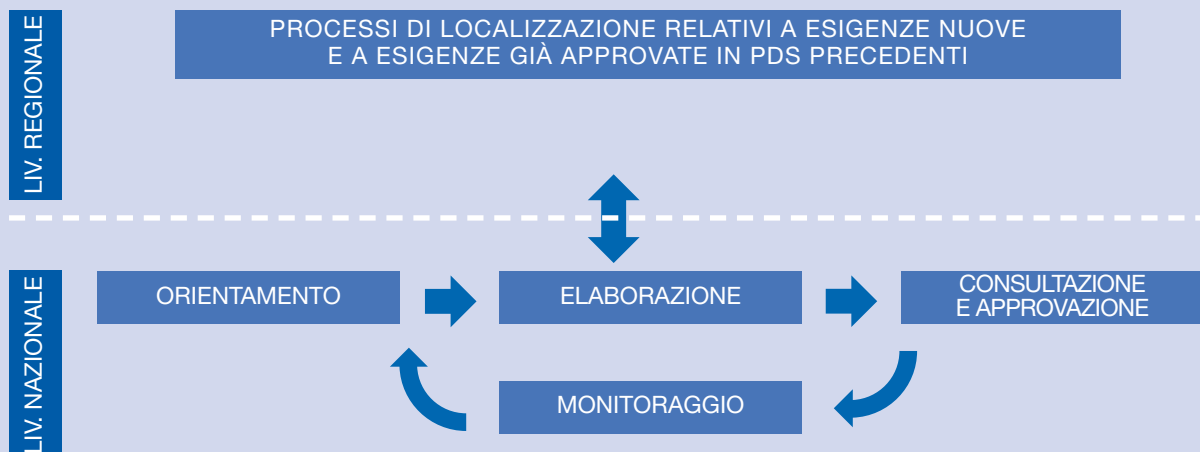 LIV. REGIONALE
PROCESSI DI LOCALIZZAZIONE RELATIVI A ESIGENZE NUOVE
E A ESIGENZE GIÀ APPROVATE IN PDS PRECEDENTI
LIV. NAZIONALE
ORIENTAMENTO
ELABORAZIONE
CONSULTAZIONE
E APPROVAZIONE
MONITORAGGIO